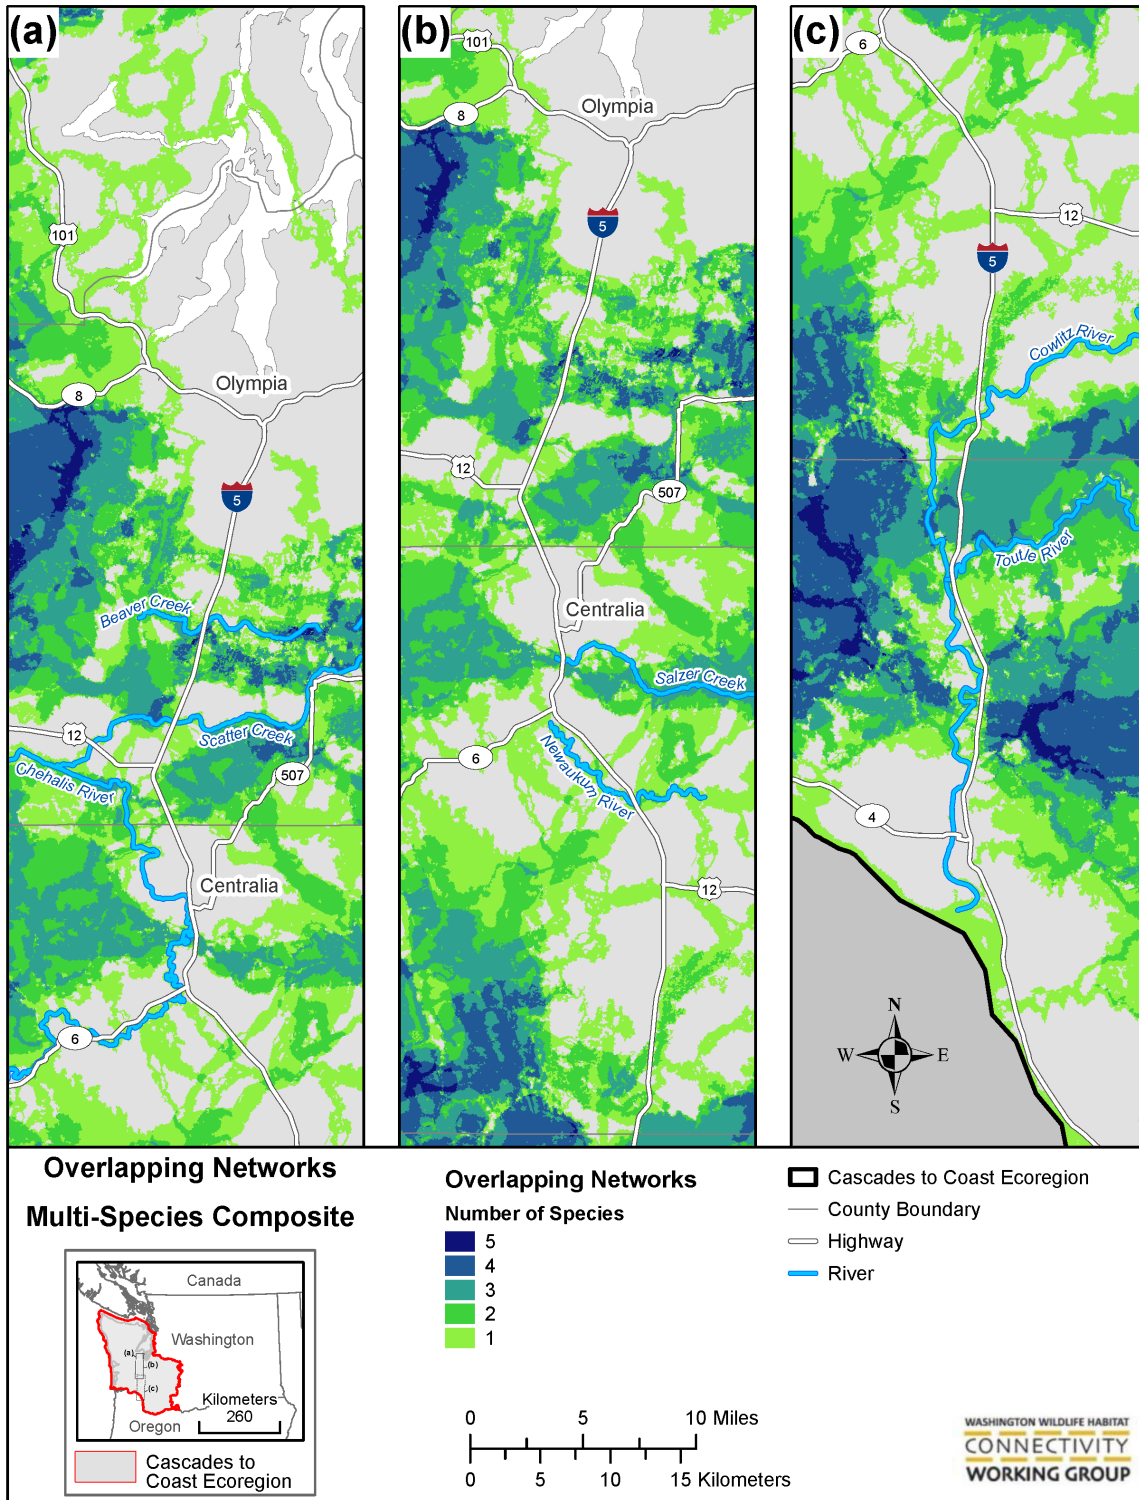 (a)
101
Olympia
8
5
Beaver Creek
12
Scatter Creek
Chehalis River
507
Centralia
6
(b)
101
Olympia
8
5
12
507
Centralia
Salzer Creek
6
Newaukum River
12
(c)
6
12
5
Cowlitz River
Toutle River
4
N
W E
S
Overlapping Networks
Multi-Species Composite
Canada
Washington
(a)
(b)
(c)
Kilometers
260
Oregon
Cascades to
Coast Ecoregion
Overlapping Networks
Number of Species
5
4
3
2
1
0 5 10 Miles
0 5 10 15 Kilometers
Cascades to Coast Ecoregion
County Boundary
Highway
River
WASHINGTON WILDLIFE HABITAT
CONNECTIVITY
WORKING GROUP